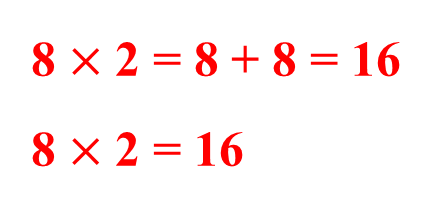 8 × 2 = 8 + 8 = 16
8 × 2 = 16